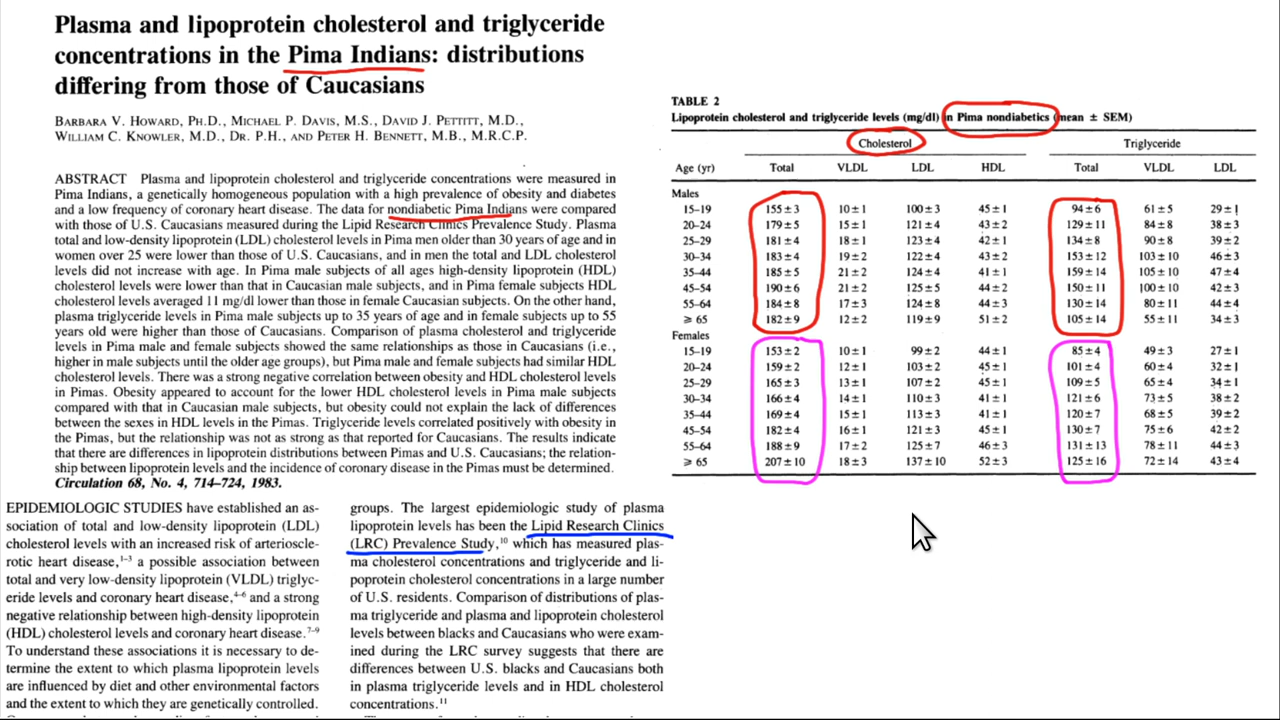 Plasma and lipoprotein cholesterol and triglyceride
concentrations in the Pima Indians: distributions
differing from those of Caucasians
BARBARA V. HOWARD, PH.D., MICHAEL P. DAVIS, M.S., DAVID J. PETTITT, M.D.,
WILLIAM C. KNOWLER, M.D., DR. P.H., AND PETER H. BENNETT, M.B., M.R.C.P.
ABSTRACT Plasma and lipoprotein cholesterol and triglyceride concentrations were measured in
Pima Indians, a genetically homogeneous population with a high prevalence of obesity and diabetes
and a low frequency of coronary heart disease. The data for nondiabetic Pima Indians were compared
with those of U.S. Caucasians measured during the Lipid Research Clinics Prevalence Study. Plasma
total and low-density lipoprotein (LDL) cholesterol levels in Pima men older than 30 years of age and in
women over 25 were lower than those of U.S. Caucasians, and in men the total and LDL cholesterol
levels did not increase with age. In Pima male subjects of all ages high-density lipoprotein (HDL)
cholesterol levels were lower than that in Caucasian male subjects, and in Pima female subjects HDL
cholesterol levels averaged 11 mg/dl lower than those in female Caucasian subjects. On the other hand,
plasma triglyceride levels in Pima male subjects up to 35 years of age and in female subjects up to 55
years old were higher than those of Caucasians. Comparison of plasma cholesterol and triglyceride
levels in Pima male and female subjects showed the same relationships as those in Caucasians (i.e.,
higher in male subjects until the older age groups), but Pima male and female subjects had similar HDL
cholesterol levels. There was a strong negative correlation between obesity and HDL cholesterol levels
in Pimas. Obesity appeared to account for the lower HDL cholesterol levels in Pima male subjects
compared with that in Caucasian male subjects, but obesity could not explain the lack of differences
between the sexes in HDL levels in the Pimas. Triglyceride levels correlated positively with obesity in
the Pimas, but the relationship was not as strong as that reported for Caucasians. The results indicate
that there are differences in lipoprotein distributions between Pimas and U.S. Caucasians; the relation-
ship between lipoprotein levels and the incidence of coronary disease in the Pimas must be determined.
Circulation 68, No. 4, 714–724, 1983.
EPIDEMIOLOGIC STUDIES have established an as-
sociation of total and low-density lipoprotein (LDL)
cholesterol levels with an increased risk of arterioscle-
rotic heart disease,1–3 a possible association between
total and very low-density lipoprotein (VLDL) triglyc-
eride levels and coronary heart disease,4–6 and a strong
negative relationship between high-density lipoprotein
(HDL) cholesterol levels and coronary heart disease.7–9
To understand these associations it is necessary to de-
termine the extent to which plasma lipoprotein levels
are influenced by diet and other environmental factors
and the extent to which they are genetically controlled.
groups. The largest epidemiologic study of plasma
lipoprotein levels has been the Lipid Research Clinics
(LRC) Prevalence Study,10 which has measured plas-
ma cholesterol concentrations and triglyceride and li-
poprotein cholesterol concentrations in a large number
of U.S. residents. Comparison of distributions of plas-
ma triglyceride and plasma and lipoprotein cholesterol
levels between blacks and Caucasians who were exam-
ined during the LRC survey suggests that there are
differences between U.S. blacks and Caucasians both
in plasma triglyceride levels and in HDL cholesterol
concentrations.11
TABLE 2
Lipoprotein cholesterol and triglyceride levels (mg/dl) in Pima nondiabetics (mean ± SEM)
Cholesterol Triglyceride
Age (yr) Total VLDL LDL HDL Total VLDL LDL
Males
15–19 155±3 10±1 100±3 45±1 94±6 61±5 29±1
20–24 179±5 15±1 121±4 43±2 129±11 84±8 38±3
25–29 181±4 18±1 123±4 42±1 134±8 90±8 39±2
30–34 183±4 19±2 122±4 43±2 153±12 103±10 46±3
35–44 185±5 21±2 124±4 41±1 159±14 105±10 47±4
45–54 190±6 21±2 125±5 44±2 150±11 100±10 42±3
55–64 184±8 17±3 124±8 44±3 130±14 80±11 44±4
≥ 65 182±9 12±2 119±9 51±2 105±14 55±11 34±3
Females
15–19 153±2 10±1 99±2 44±1 85±4 49±3 27±1
20–24 159±2 12±1 103±2 45±1 101±4 60±4 32±1
25–29 165±3 13±1 107±2 45±1 109±5 65±4 34±1
30–34 166±4 14±1 110±3 41±1 121±6 73±5 38±2
35–44 169±4 15±1 113±3 41±1 120±7 68±5 39±2
45–54 182±4 16±1 121±3 45±1 130±7 75±6 42±2
55–64 188±9 17±2 125±7 46±3 131±13 78±11 44±3
≥ 65 207±10 18±3 137±10 52±3 125±16 72±14 43±4